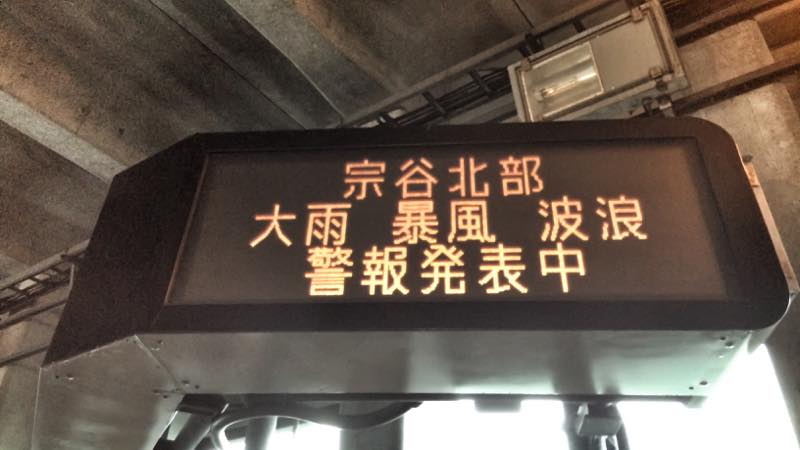 宗谷北部
大雨 暴風 波浪
警報発表中